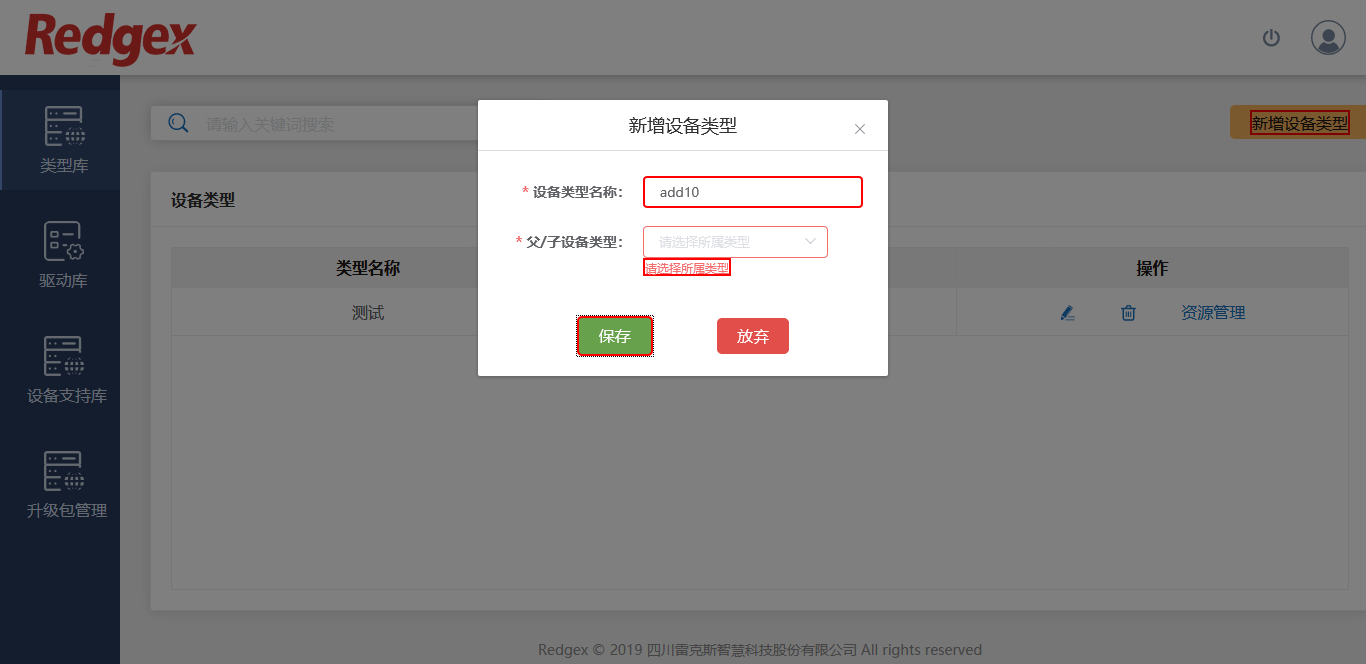 Redgex
类型库
驱动库
设备支持库
升级包管理
请输入关键词搜索
新增设备类型
设备类型
类型名称
操作
测试
资源管理
新增设备类型
* 设备类型名称:
add10
* 父/子设备类型:
请选择所属类型
请选择所属类型
保存
放弃
Redgex © 2019 四川雷克斯智慧科技股份有限公司 All rights reserved